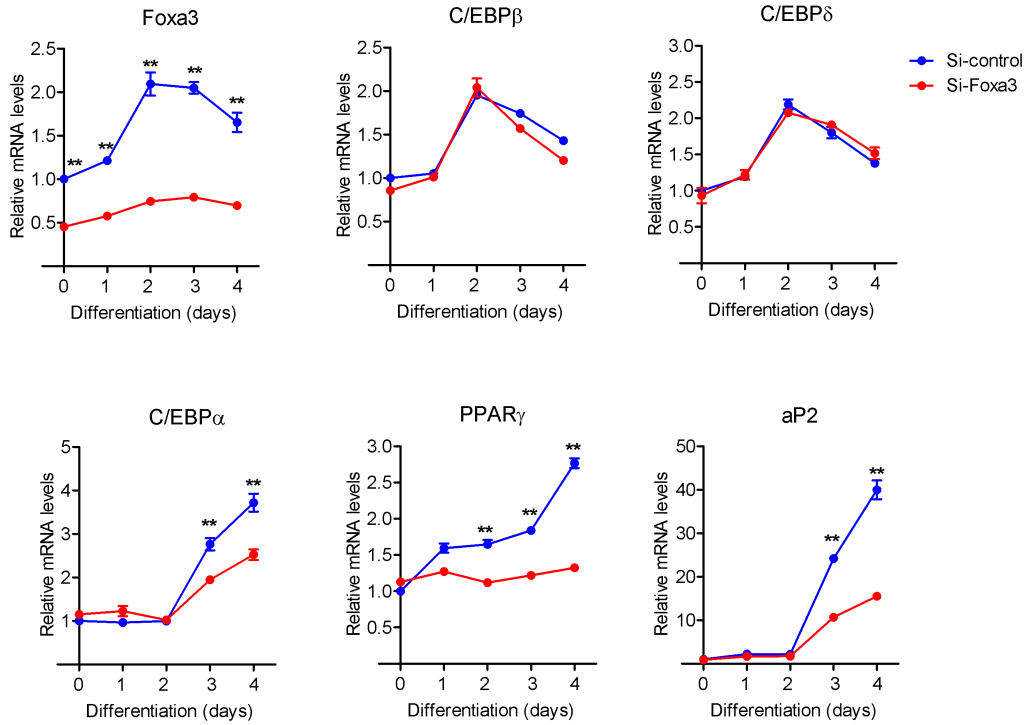 Foxa3
C/EBPβ
C/EBPδ
Si-control
Si-Foxa3
Relative mRNA levels
2.5
2.0
1.5
1.0
0.5
** ** ** ** **
0 1 2 3 4
Differentiation (days)
Relative mRNA levels
2.5
2.0
1.5
1.0
0.5
0 1 2 3 4
Differentiation (days)
Relative mRNA levels
3.0
2.5
2.0
1.5
1.0
0.5
0 1 2 3 4
Differentiation (days)
C/EBPα
PPARγ
aP2
Relative mRNA levels
5
4
3
2
1
** **
0 1 2 3 4
Differentiation (days)
Relative mRNA levels
3.0
2.5
2.0
1.5
1.0
0.5
** ** **
0 1 2 3 4
Differentiation (days)
Relative mRNA levels
50
40
30
20
10
** **
0 1 2 3 4
Differentiation (days)